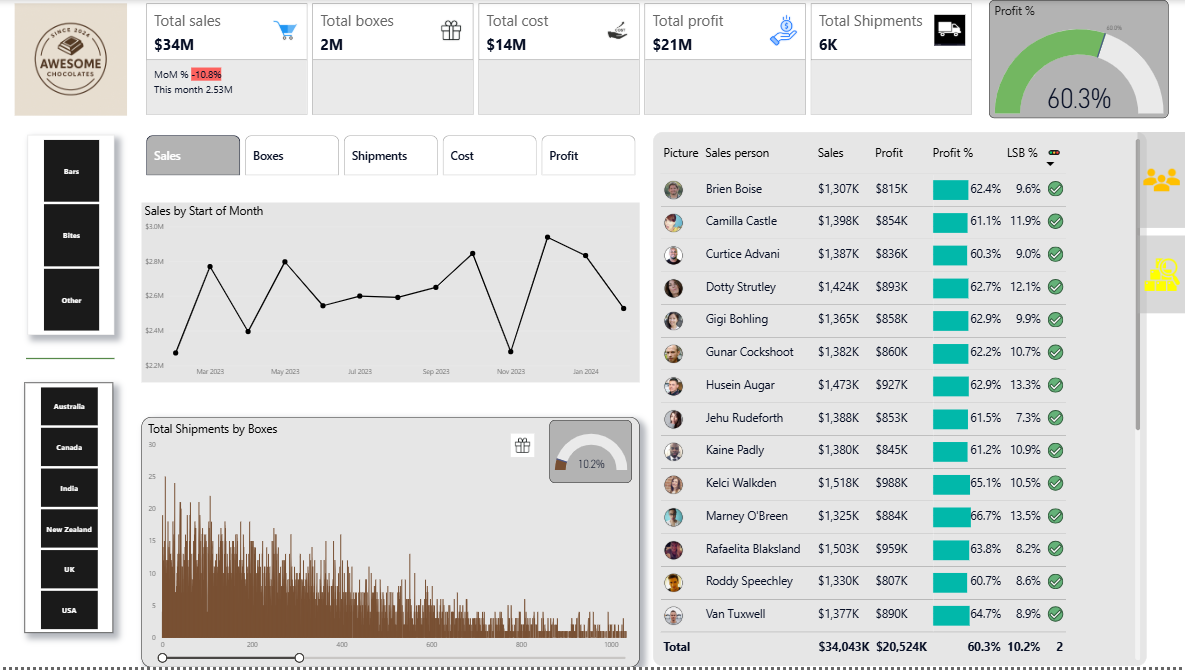 SINCE 2024
AWESOME
CHOCOLATES
Total sales
$34M
MoM % -10.8%
This month 2.53M
Total boxes
2M
Total cost
$14M
COST
Total profit
$21M
Total Shipments
6K
Profit %
60.0%
60.3%
Bars
Bites
Other
Australia
Canada
India
New Zealand
UK
USA
Sales Boxes Shipments Cost Profit
Sales by Start of Month
$3.0M
$2.8M
$2.6M
$2.4M
$2.2M
Mar 2023 May 2023 Jul 2023 Sep 2023 Nov 2023 Jan 2024
Total Shipments by Boxes
10.2%
30
25
20
15
10
5
0
0 200 400 600 800 1000
Picture Sales person Sales Profit Profit % LSB %
Brien Boise $1,307K $815K 62.4% 9.6%
Camilla Castle $1,398K $854K 61.1% 11.9%
Curtice Advani $1,387K $836K 60.3% 9.0%
Dotty Strutley $1,424K $893K 62.7% 12.1%
Gigi Bohling $1,365K $858K 62.9% 9.9%
Gunar Cockshoot $1,382K $860K 62.2% 10.7%
Husein Augar $1,473K $927K 62.9% 13.3%
Jehu Rudeforth $1,388K $853K 61.5% 7.3%
Kaine Padly $1,380K $845K 61.2% 10.9%
Kelci Walkden $1,518K $988K 65.1% 10.5%
Marney O'Breen $1,325K $884K 66.7% 13.5%
Rafaelita Blaksland $1,503K $959K 63.8% 8.2%
Roddy Speechley $1,330K $807K 60.7% 8.6%
Van Tuxwell $1,377K $890K 64.7% 8.9%
Total $34,043K $20,524K 60.3% 10.2% 2